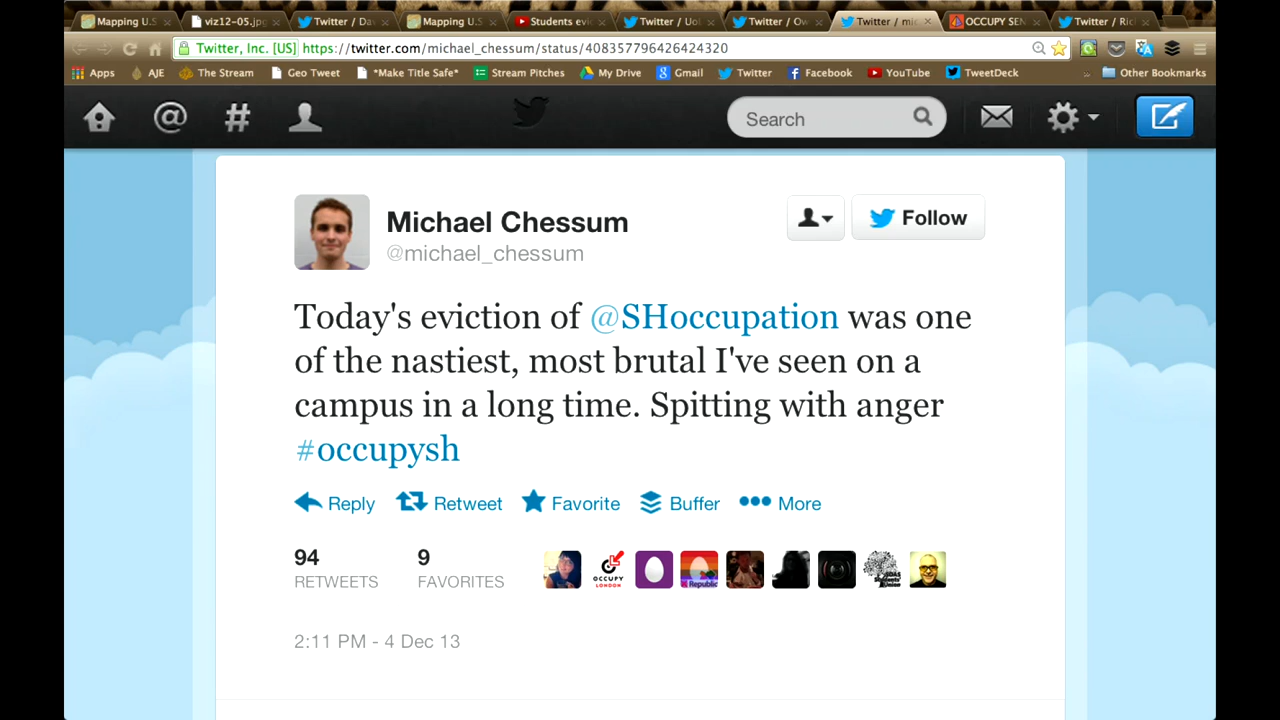 Mapping U.S
viz12-05.jpg
Twitter / Da
Mapping U.S
Students evi
Twitter / Uol
Twitter / Ow
Twitter / mi
OCCUPY SEN
Twitter / Ric
Twitter, Inc. [US] https://twitter.com/michael_chessum/status/408357796426424320
Apps AJE The Stream Geo Tweet *Make Title Safe* Stream Pitches My Drive Gmail Twitter Facebook YouTube TweetDeck » Other Bookmarks
@ # Search
Michael Chessum
@michael_chessum
Follow
Today's eviction of @SHoccupation was one
of the nastiest, most brutal I've seen on a
campus in a long time. Spitting with anger
#occupysh
Reply Retweet Favorite Buffer More
94 9
RETWEETS FAVORITES
OCCUPY
LONDON
Republic
2:11 PM - 4 Dec 13